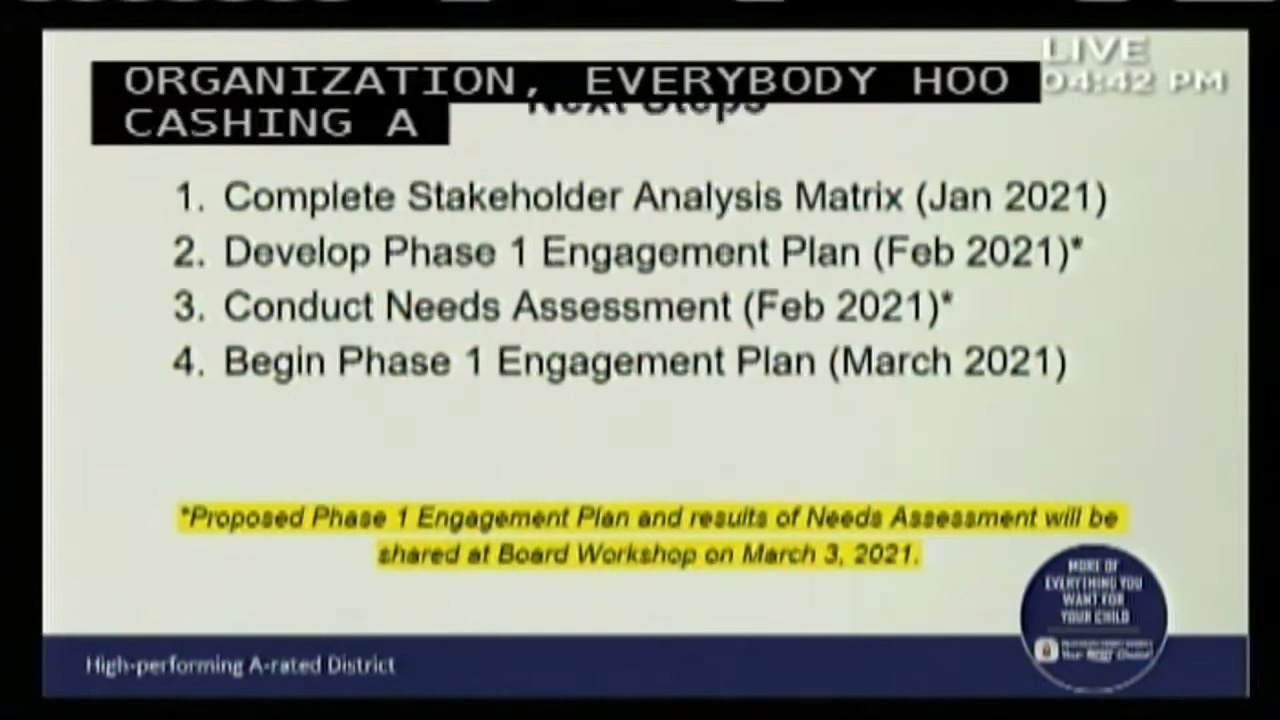 ORGANIZATION, EVERYBODY HOO
CASHING A
LIVE
04:42 PM
Next Steps
1. Complete Stakeholder Analysis Matrix (Jan 2021)
2. Develop Phase 1 Engagement Plan (Feb 2021)*
3. Conduct Needs Assessment (Feb 2021)*
4. Begin Phase 1 Engagement Plan (March 2021)
*Proposed Phase 1 Engagement Plan and results of Needs Assessment will be
shared at Board Workshop on March 3, 2021.
MORE OF
EVERYTHING YOU
WANT FOR
YOUR CHILD
Your
High-performing A-rated District